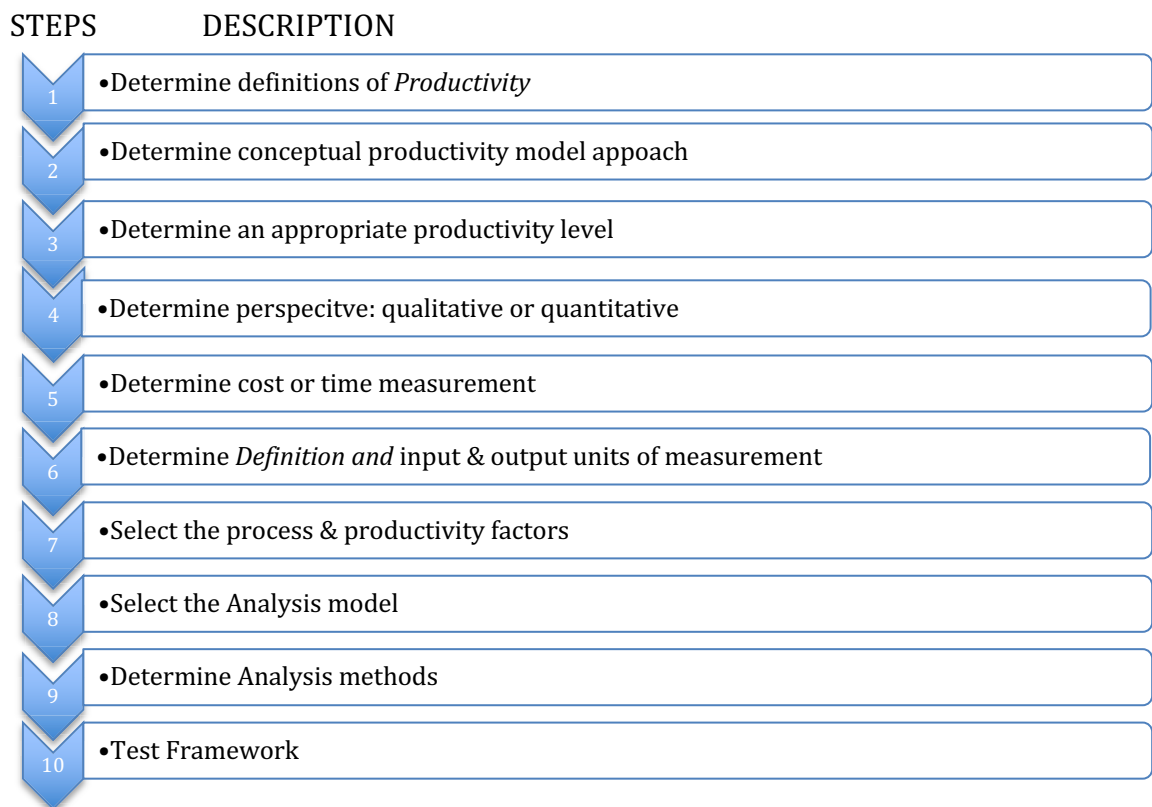 STEPS DESCRIPTION
1 •Determine definitions of Productivity
2 •Determine conceptual productivity model appoach
3 •Determine an appropriate productivity level
4 •Determine perspecitve: qualitative or quantitative
5 •Determine cost or time measurement
6 •Determine Definition and input & output units of measurement
7 •Select the process & productivity factors
8 •Select the Analysis model
9 •Determine Analysis methods
10 •Test Framework